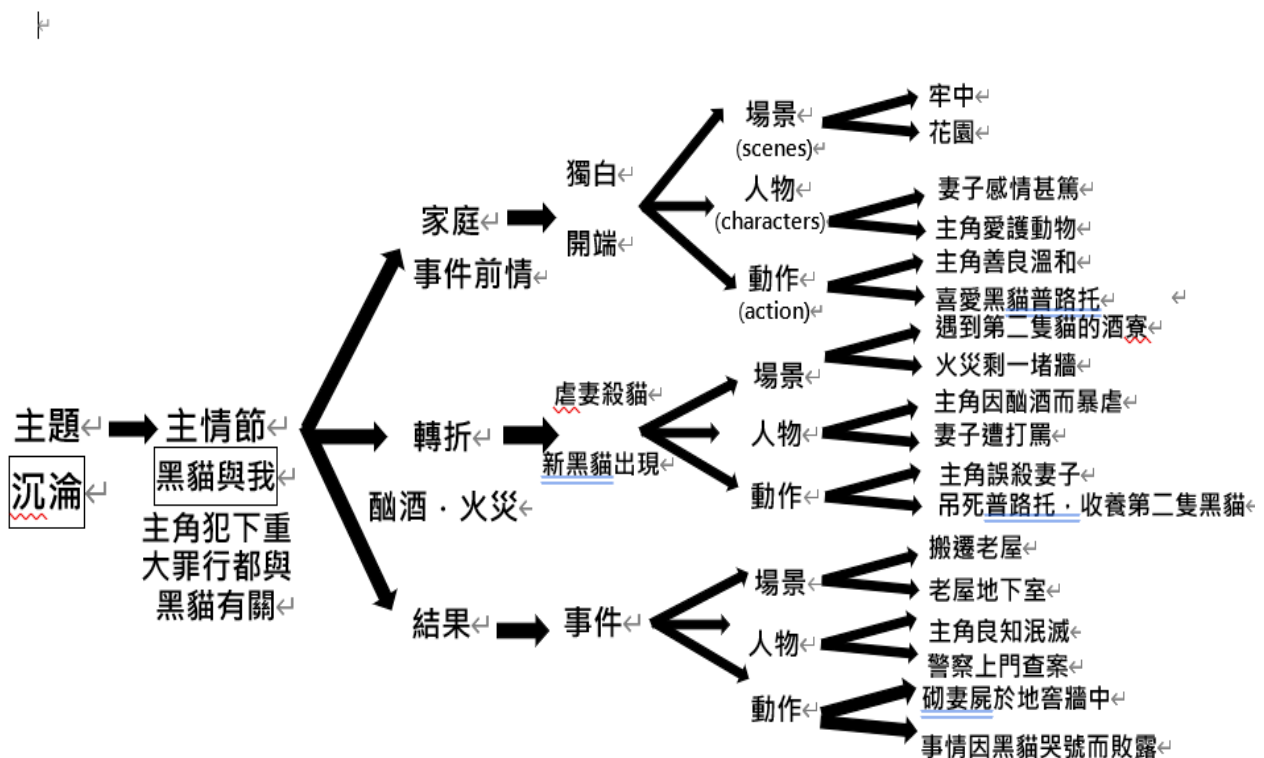 主題
沉淪
主情節
黑貓與我
主角犯下重
大罪行都與
黑貓有關
家庭
事件前情
獨白
開端
場景
(scenes)
牢中
花園
人物
(characters)
妻子感情甚篤
主角愛護動物
動作
(action)
主角善良溫和
喜愛黑貓普路托
轉折
酗酒．火災
虐妻殺貓
新黑貓出現
場景
遇到第二隻貓的酒寮
火災剩一堵牆
人物
主角因酗酒而暴虐
妻子遭打罵
動作
主角誤殺妻子
吊死普路托．收養第二隻黑貓
結果
事件
場景
搬遷老屋
老屋地下室
人物
主角良知泯滅
警察上門查案
動作
砌妻屍於地窖牆中
事情因黑貓哭號而敗露